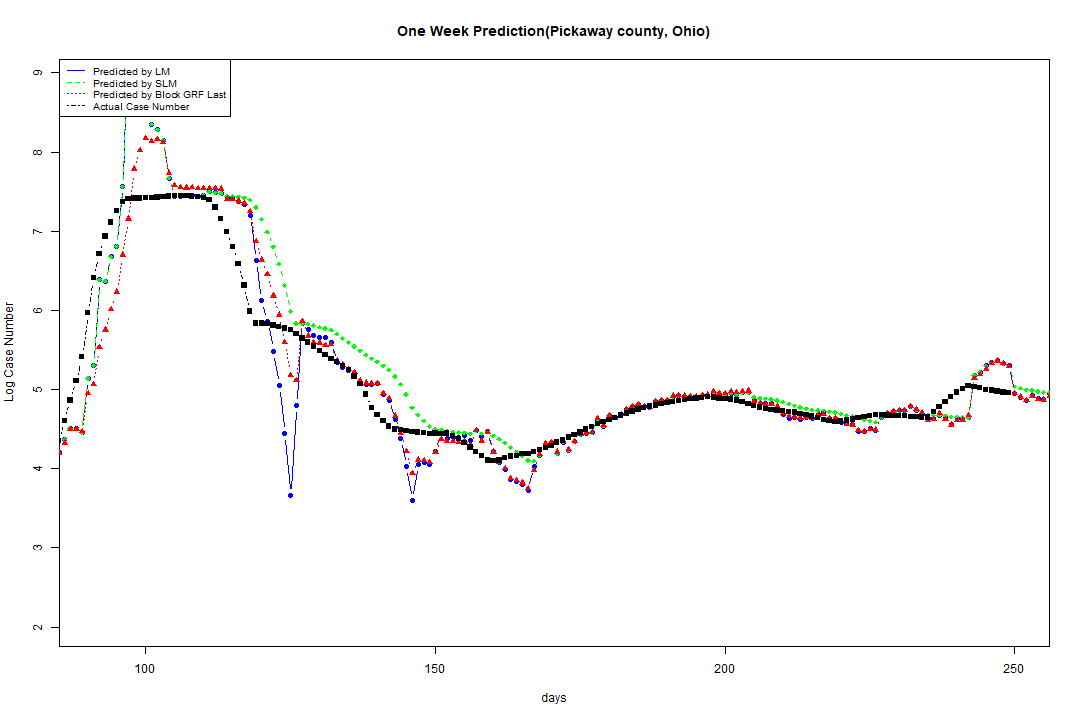 One Week Prediction(Pickaway county, Ohio)
Predicted by LM
Predicted by SLM
Predicted by Block GRF Last
Actual Case Number
Log Case Number
9
8
7
6
5
4
3
2
100 150 200 250
days